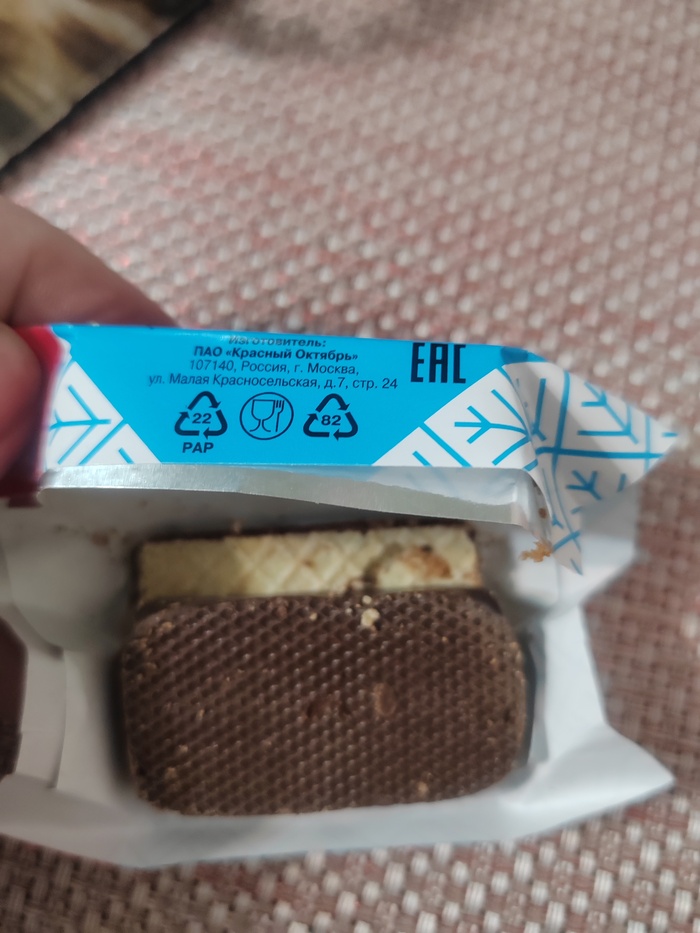 Изготовитель:
ПАО «Красный Октябрь»
107140, Россия, г. Москва,
ул. Малая Красносельская, д.7, стр. 24
EAC
22
82
PAP